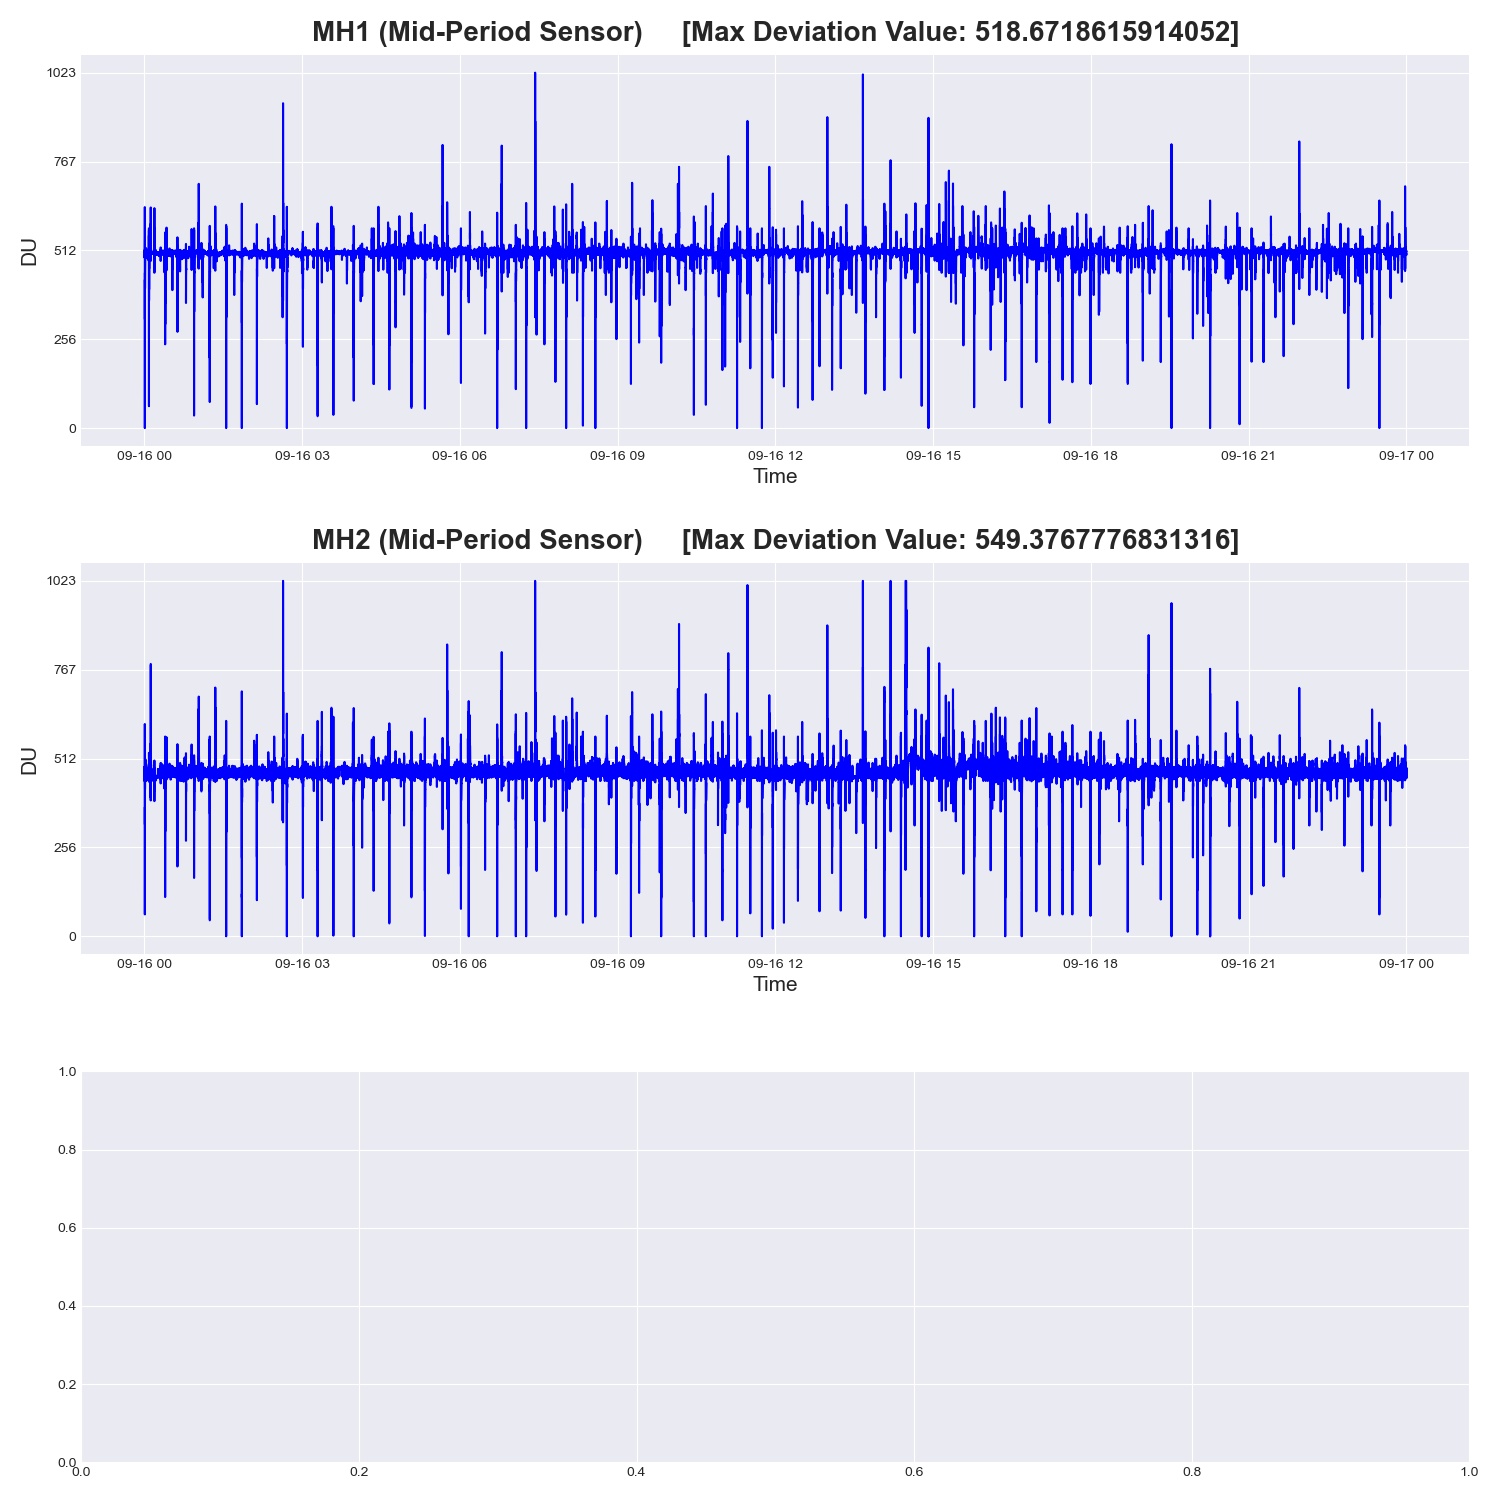 MH1 (Mid-Period Sensor) [Max Deviation Value: 518.6718615914052]
1023
767
512
256
0
DU
09-16 00 09-16 03 09-16 06 09-16 09 09-16 12 09-16 15 09-16 18 09-16 21 09-17 00
Time
MH2 (Mid-Period Sensor) [Max Deviation Value: 549.3767776831316]
1023
767
512
256
0
DU
09-16 00 09-16 03 09-16 06 09-16 09 09-16 12 09-16 15 09-16 18 09-16 21 09-17 00
Time
1.0
0.8
0.6
0.4
0.2
0.0
0.0 0.2 0.4 0.6 0.8 1.0